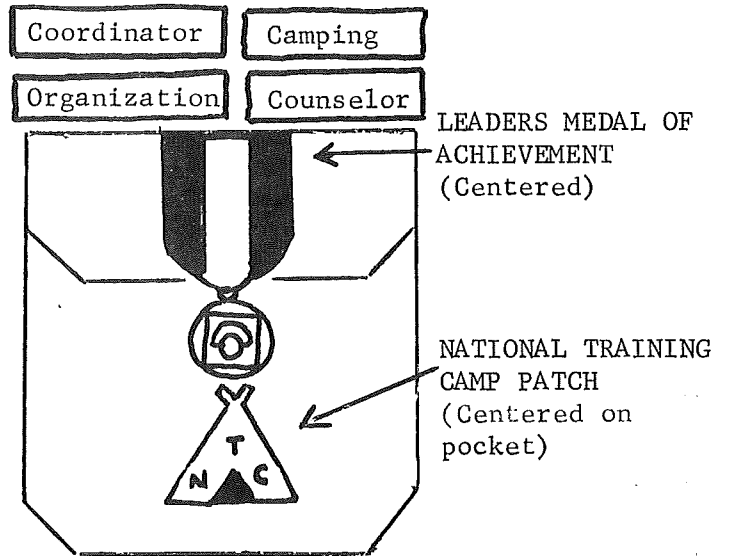 Coordinator
Camping
Organization
Counselor
LEADERS MEDAL OF
ACHIEVEMENT
(Centered)
NATIONAL TRAINING
CAMP PATCH
(Centered on
pocket)
T
N C